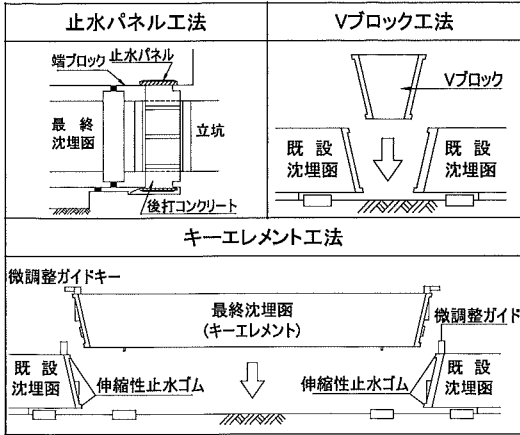 止水パネル工法
端ブロック
止水パネル
最終
沈埋函
立坑
後打コンクリート
Vブロック工法
Vブロック
既設
沈埋函
既設
沈埋函
キーエレメント工法
微調整ガイドキー
最終沈埋函
(キーエレメント)
微調整ガイド
既設
沈埋函
伸縮性止水ゴム
伸縮性止水ゴム
既設
沈埋函